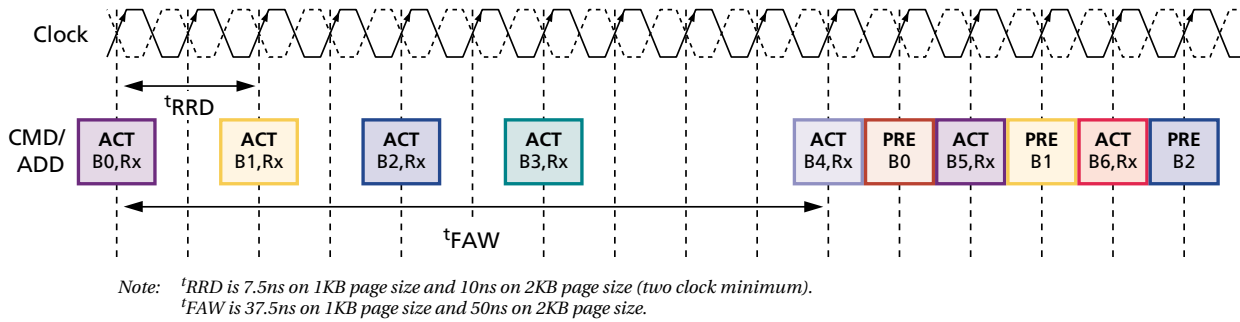 Clock
tRRD
CMD/
ADD
ACT
B0,Rx
ACT
B1,Rx
ACT
B2,Rx
ACT
B3,Rx
ACT
B4,Rx
PRE
B0
ACT
B5,Rx
PRE
B1
ACT
B6,Rx
PRE
B2
tFAW
Note: tRRD is 7.5ns on 1KB page size and 10ns on 2KB page size (two clock minimum).
tFAW is 37.5ns on 1KB page size and 50ns on 2KB page size.